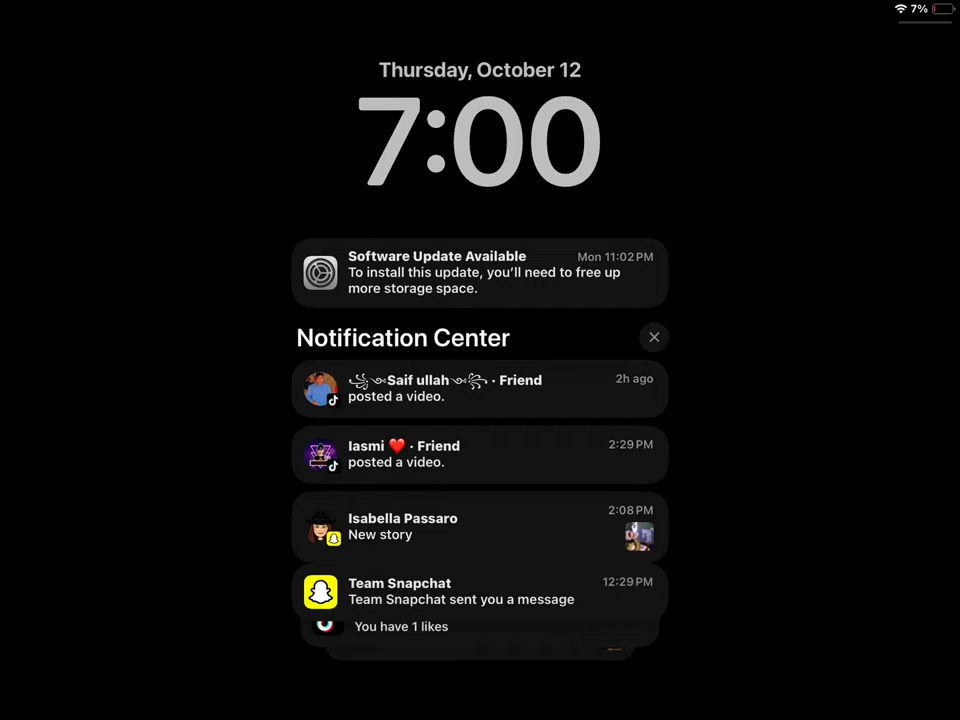 7%
Thursday, October 12
7:00
Software Update Available
Mon 11:02 PM
To install this update, you’ll need to free up
more storage space.
Notification Center
꧁༺Saif ullah༻꧂ · Friend
2h ago
posted a video.
Iasmi ❤️ · Friend
2:29 PM
posted a video.
2:08 PM
Isabella Passaro
New story
Team Snapchat
12:29 PM
Team Snapchat sent you a message
You have 1 likes